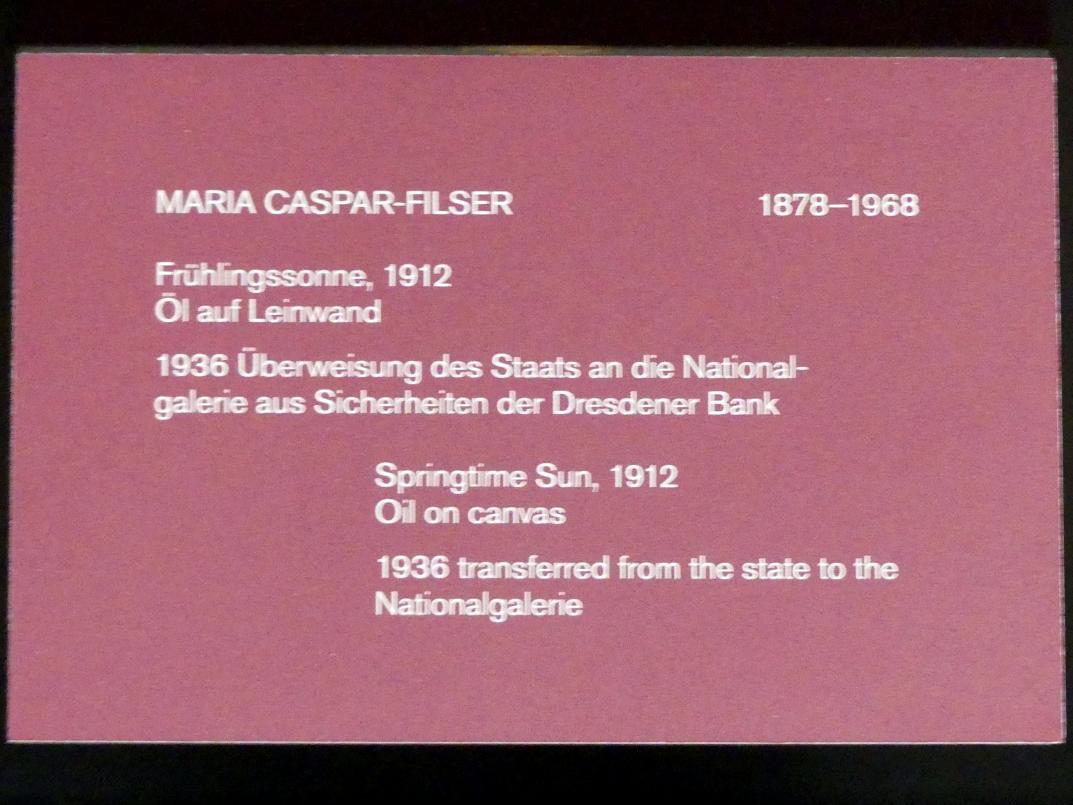 MARIA CASPAR-FILSER 1878–1968
Frühlingssonne, 1912
Öl auf Leinwand
1936 Überweisung des Staats an die National-
galerie aus Sicherheiten der Dresdener Bank
Springtime Sun, 1912
Oil on canvas
1936 transferred from the state to the
Nationalgalerie